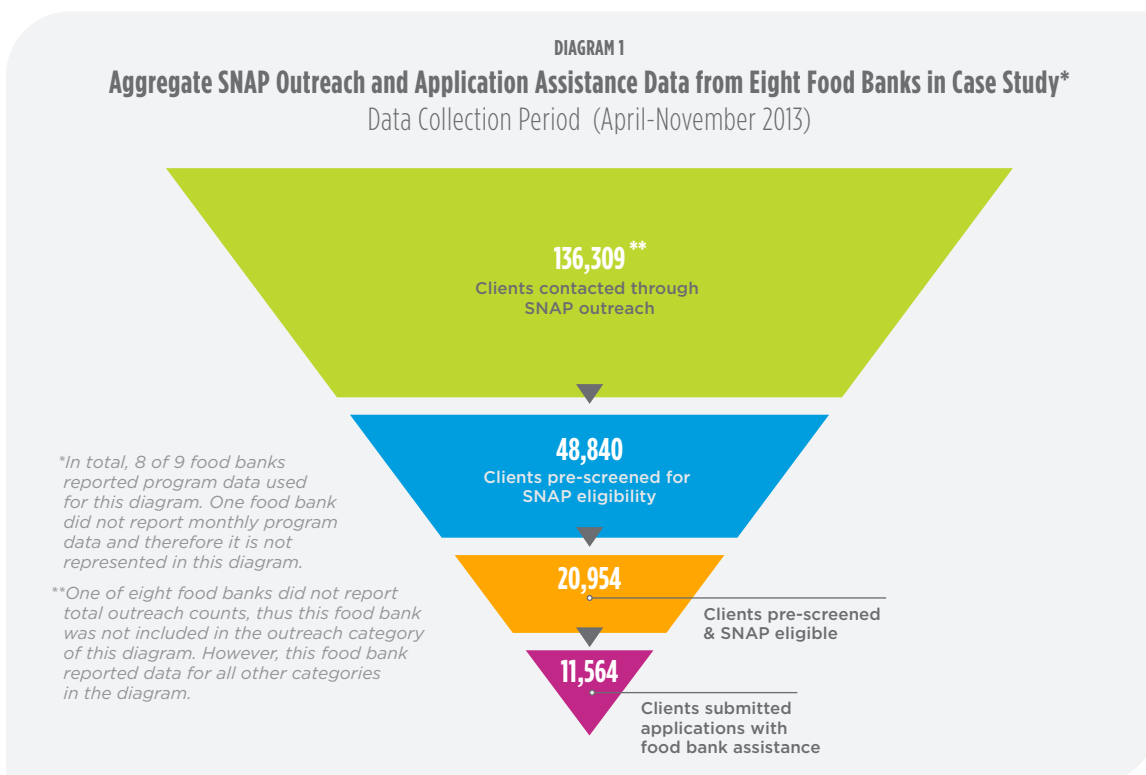 DIAGRAM 1
Aggregate SNAP Outreach and Application Assistance Data from Eight Food Banks in Case Study*
Data Collection Period (April-November 2013)
136,309**
Clients contacted through
SNAP outreach
48,840
Clients pre-screened for
SNAP eligibility
*In total, 8 of 9 food banks
reported program data used
for this diagram. One food bank
did not report monthly program
data and therefore it is not
represented in this diagram.
**One of eight food banks did not report
total outreach counts, thus this food bank
was not included in the outreach category
of this diagram. However, this food bank
reported data for all other categories
in the diagram.
20,954
Clients pre-screened
& SNAP eligible
11,564
Clients submitted
applications with
food bank assistance